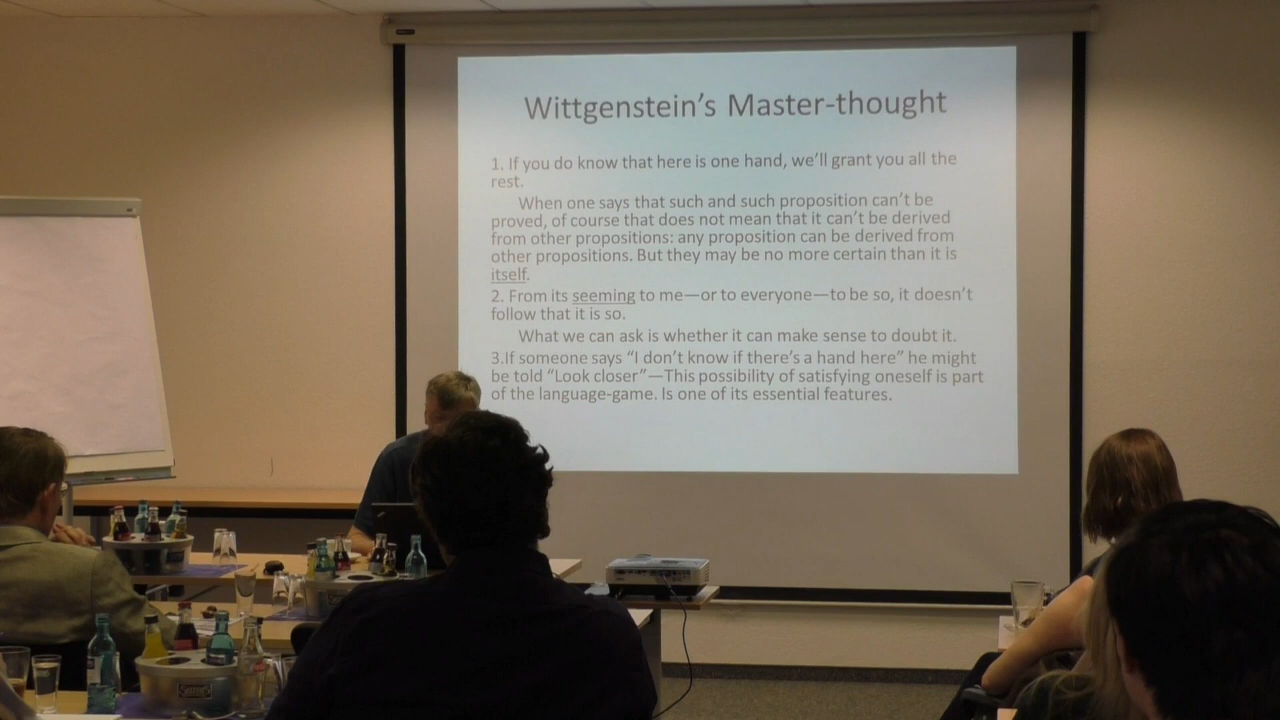 Wittgenstein's Master-thought
1. If you do know that here is one hand, we'll grant you all the
rest.
When one says that such and such proposition can't be
proved, of course that does not mean that it can't be derived
from other propositions: any proposition can be derived from
other propositions. But they may be no more certain than it is
itself.
2. From its seeming to me—or to everyone—to be so, it doesn't
follow that it is so.
What we can ask is whether it can make sense to doubt it.
3.If someone says “I don't know if there's a hand here” he might
be told “Look closer”—This possibility of satisfying oneself is part
of the language-game. Is one of its essential features.